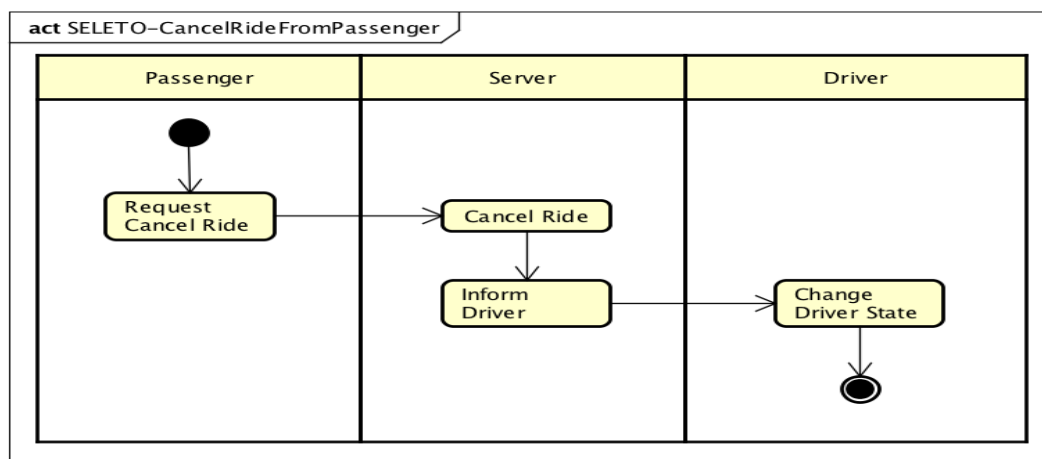 act SELETO-CancelRideFromPassenger
Passenger
Server
Driver
Request
Cancel Ride
Cancel Ride
Inform
Driver
Change
Driver State